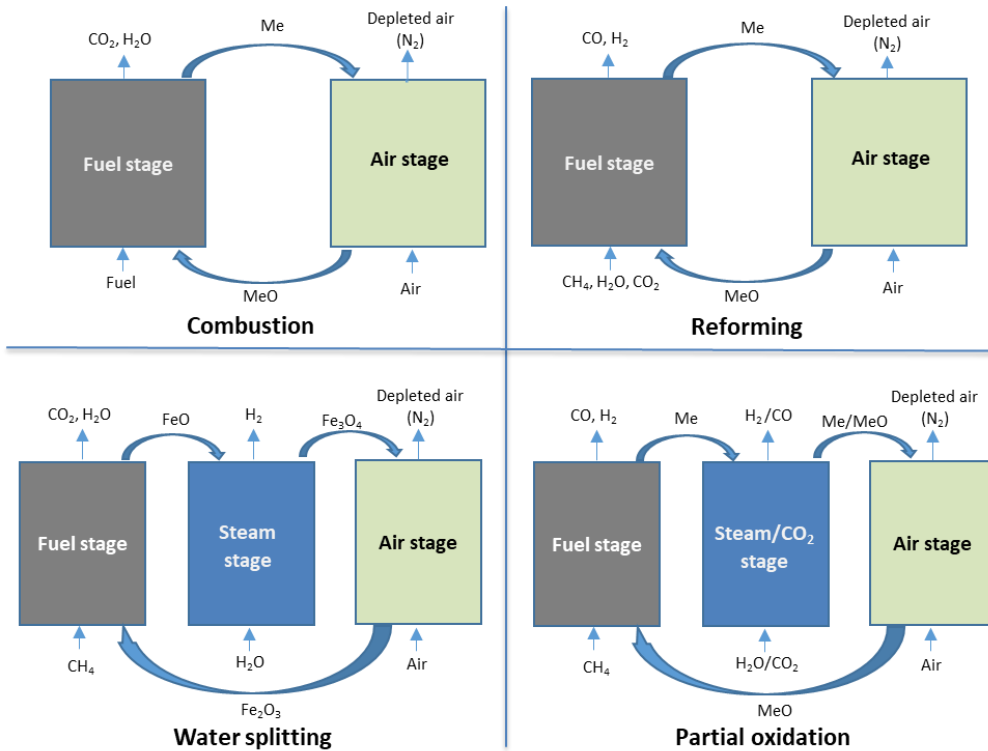 CO₂, H₂O
Me
Depleted air
(N₂)
Fuel stage
Air stage
Fuel
MeO
Air
Combustion
CO, H₂
Me
Depleted air
(N₂)
Fuel stage
Air stage
CH₄, H₂O, CO₂
MeO
Air
Reforming
CO₂, H₂O
FeO
H₂
Fe₃O₄
Depleted air
(N₂)
Fuel stage
Steam
stage
Air stage
CH₄
H₂O
Air
Fe₂O₃
Water splitting
CO, H₂
Me
H₂/CO
Me/MeO
Depleted air
(N₂)
Fuel stage
Steam/CO₂
stage
Air stage
CH₄
H₂O/CO₂
Air
MeO
Partial oxidation